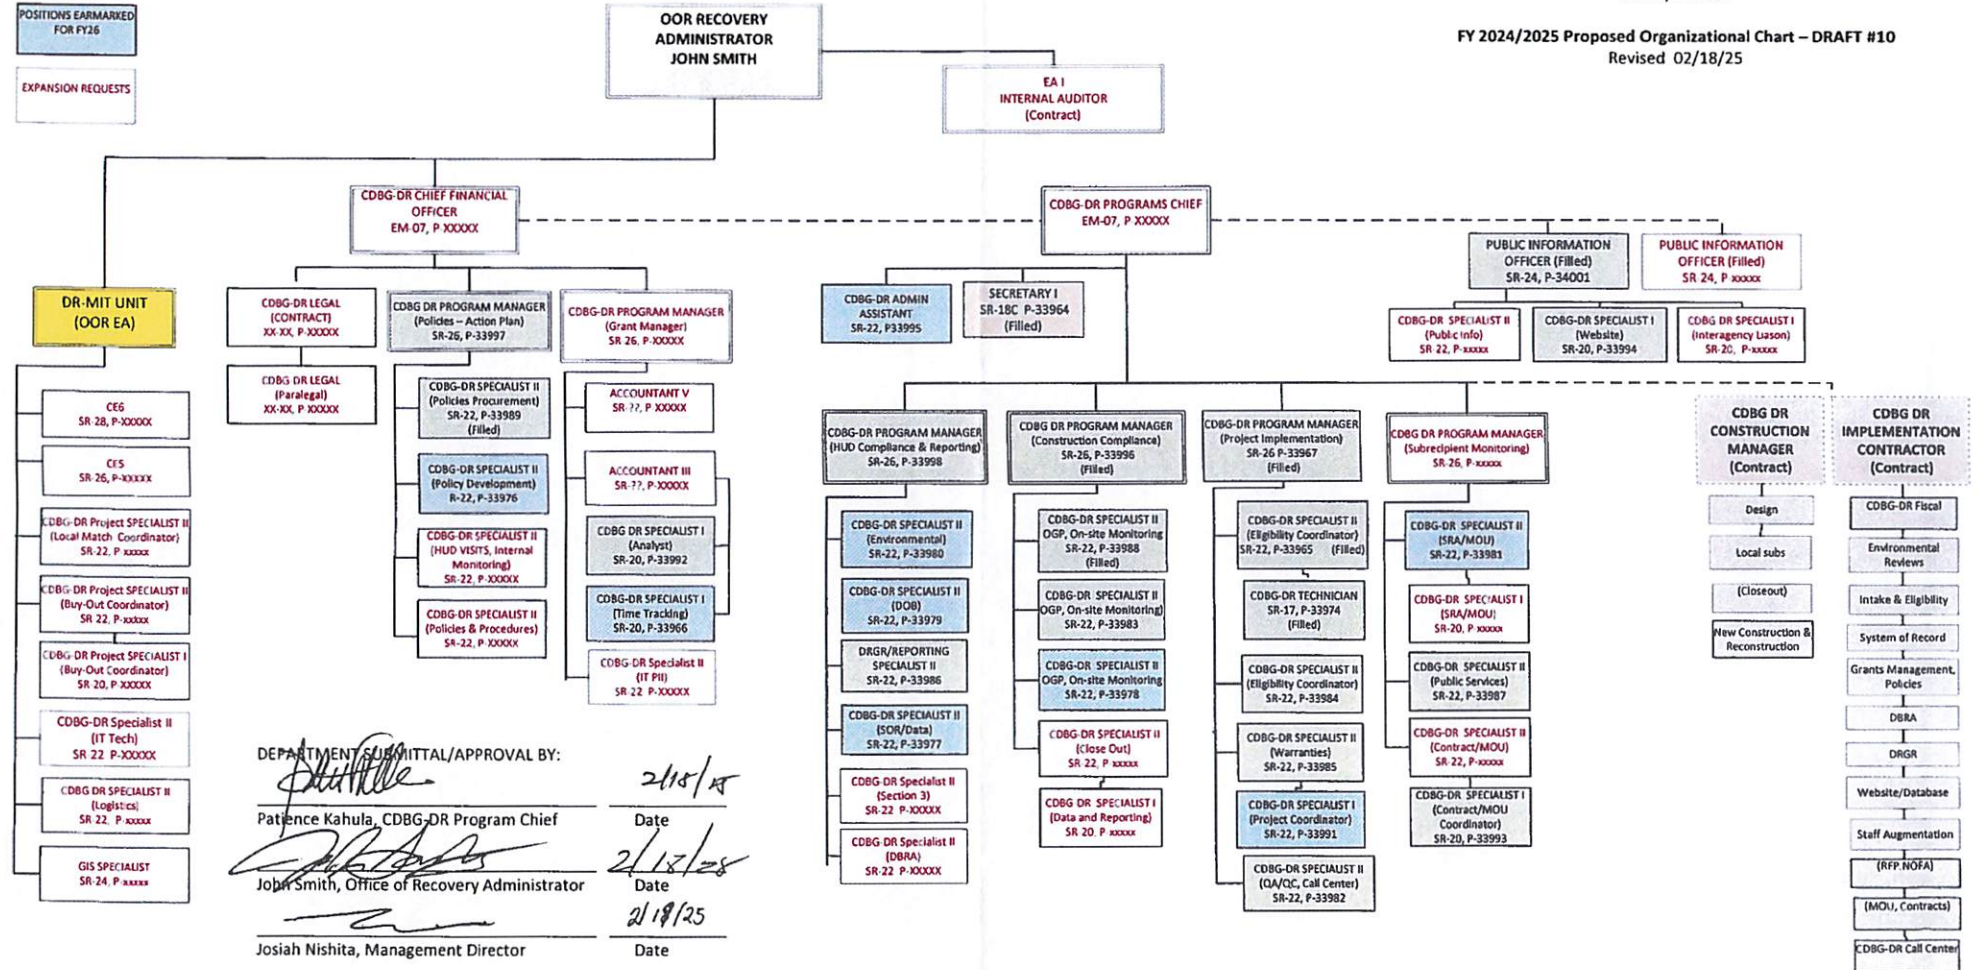 POSITIONS EARMARKED
FOR FY26
EXPANSION REQUESTS
OOR RECOVERY
ADMINISTRATOR
JOHN SMITH
EA I
INTERNAL AUDITOR
(Contract)
FY 2024/2025 Proposed Organizational Chart – DRAFT #10
Revised 02/18/25
CDBG-DR CHIEF FINANCIAL
OFFICER
EM-07, P XXXXX
CDBG-DR PROGRAMS CHIEF
EM-07, P XXXXX
PUBLIC INFORMATION
OFFICER (Filled)
SR-24, P-34001
PUBLIC INFORMATION
OFFICER (Filled)
SR 24, P xxxxx
DR-MIT UNIT
(OOR EA)
CDBG-DR LEGAL
(CONTRACT)
XX-XX, P-XXXXX
CDBG DR PROGRAM MANAGER
(Policies – Action Plan)
SR-26, P-33997
CDBG-DR PROGRAM MANAGER
(Grant Manager)
SR 26, P-XXXXX
CDBG-DR ADMIN
ASSISTANT
SR-22, P33995
SECRETARY I
SR-18C P-33964
(Filled)
CDBG-DR SPECIALIST II
(Public Info)
SR 22, P-xxxxx
CDBG-DR SPECIALIST I
(Website)
SR-20, P-33994
CDBG DR SPECIALIST I
(Interagency Liason)
SR-20, P-xxxxx
CDBG DR LEGAL
(Paralegal)
XX-XX, P XXXXX
CE6
SR-28, P-XXXXX
CE5
SR-26, P-XXXXX
CDBG-DR Project SPECIALIST II
(Local Match Coordinator)
SR-22, P xxxxx
CDBG-DR Project SPECIALIST II
(Buy-Out Coordinator)
SR 22, P-xxxxx
CDBG-DR Project SPECIALIST I
(Buy-Out Coordinator)
SR 20, P XXXXX
CDBG-DR Specialist II
(IT Tech)
SR 22 P-XXXXX
CDBG DR SPECIALIST II
(Logistics)
SR 22, P-xxxxx
GIS SPECIALIST
SR-24, P-xxxxx
CDBG-DR SPECIALIST II
(Policies Procurement)
SR-22, P-33989
(Filled)
CDBG-DR SPECIALIST II
(Policy Development)
R-22, P-33976
CDBG-DR SPECIALIST II
(HUD VISITS, Internal
Monitoring)
SR-22, P-XXXXX
CDBG-DR SPECIALIST II
(Policies & Procedures)
SR-22, P-XXXXX
ACCOUNTANT V
SR-??, P XXXXX
ACCOUNTANT III
SR-??, P-XXXXX
CDBG DR SPECIALIST I
(Analyst)
SR-20, P-33992
CDBG-DR SPECIALIST I
(Time Tracking)
SR-20, P-33966
CDBG-DR Specialist II
(IT PII)
SR-22 P-XXXXX
CDBG-DR PROGRAM MANAGER
(HUD Compliance & Reporting)
SR-26, P-33998
CDBG-DR SPECIALIST II
(Environmental)
SR-22, P-33980
CDBG-DR SPECIALIST II
(DOB)
SR-22, P-33979
DRGR/REPORTING
SPECIALIST II
SR-22, P-33986
CDBG-DR SPECIALIST II
(SOR/Data)
SR-22, P-33977
CDBG-DR Specialist II
(Section 3)
SR-22 P-XXXXX
CDBG-DR Specialist II
(DBRA)
SR-22 P-XXXXX
CDBG DR PROGRAM MANAGER
(Construction Compliance)
SR-26, P-33996
(Filled)
CDBG-DR SPECIALIST II
OGP, On-site Monitoring
SR-22, P-33988
(Filled)
CDBG-DR SPECIALIST II
OGP, On-site Monitoring)
SR-22, P-33983
CDBG-DR SPECIALIST II
OGP, On-site Monitoring
SR-22, P-33978
CDBG-DR SPECIALIST II
(Close Out)
SR-22, P xxxxx
CDBG DR SPECIALIST I
(Data and Reporting)
SR 20, P-xxxxx
CDBG-DR PROGRAM MANAGER
(Project Implementation)
SR-26 P-33967
(Filled)
CDBG-DR SPECIALIST II
(Eligibility Coordinator)
SR-22, P-33965 (Filled)
CDBG-DR TECHNICIAN
SR-17, P-33974
(Filled)
CDBG-DR SPECIALIST II
(Eligibility Coordinator)
SR-22, P-33984
CDBG-DR SPECIALIST II
(Warranties)
SR-22, P-33985
CDBG-DR SPECIALIST I
(Project Coordinator)
SR-22, P-33991
CDBG-DR SPECIALIST II
(QA/QC, Call Center)
SR-22, P-33982
CDBG DR PROGRAM MANAGER
(Subrecipient Monitoring)
SR-26, P-xxxxx
CDBG-DR SPECIALIST II
(SRA/MOU)
SR-22, P-33981
CDBG-DR SPECIALIST I
(SRA/MOU)
SR-20, P xxxxx
CDBG-DR SPECIALIST II
(Public Services)
SR-22, P-33987
CDBG-DR SPECIALIST II
(Contract/MOU)
SR-22, P-xxxxx
CDBG-DR SPECIALIST I
(Contract/MOU
Coordinator)
SR-20, P-33993
CDBG DR
CONSTRUCTION
MANAGER
(Contract)
Design
Local subs
(Closeout)
New Construction &
Reconstruction
CDBG DR
IMPLEMENTATION
CONTRACTOR
(Contract)
CDBG-DR Fiscal
Environmental
Reviews
Intake & Eligibility
System of Record
Grants Management,
Policies
DBRA
DRGR
Website/Database
Staff Augmentation
(RFP.NOFA)
(MOU, Contracts)
CDBG-DR Call Center
DEPARTMENT SUBMITTAL/APPROVAL BY:
Patience Kahula, CDBG-DR Program Chief
Date
John Smith, Office of Recovery Administrator
Date
2/18/25
Josiah Nishita, Management Director
Date